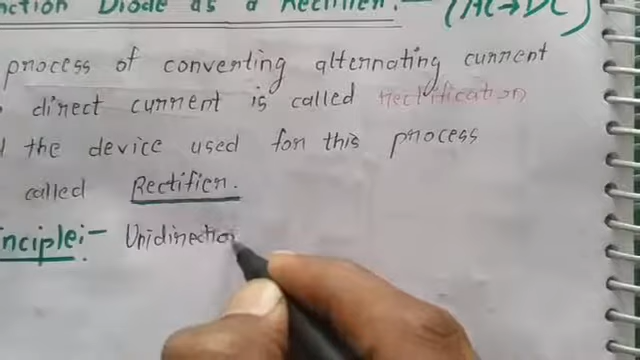 Diode as a Rectifier:- (AC→DC)
process of converting alternating current
direct current is called rectification
the device used for this process
called Rectifier.
nciple:- Unidirection